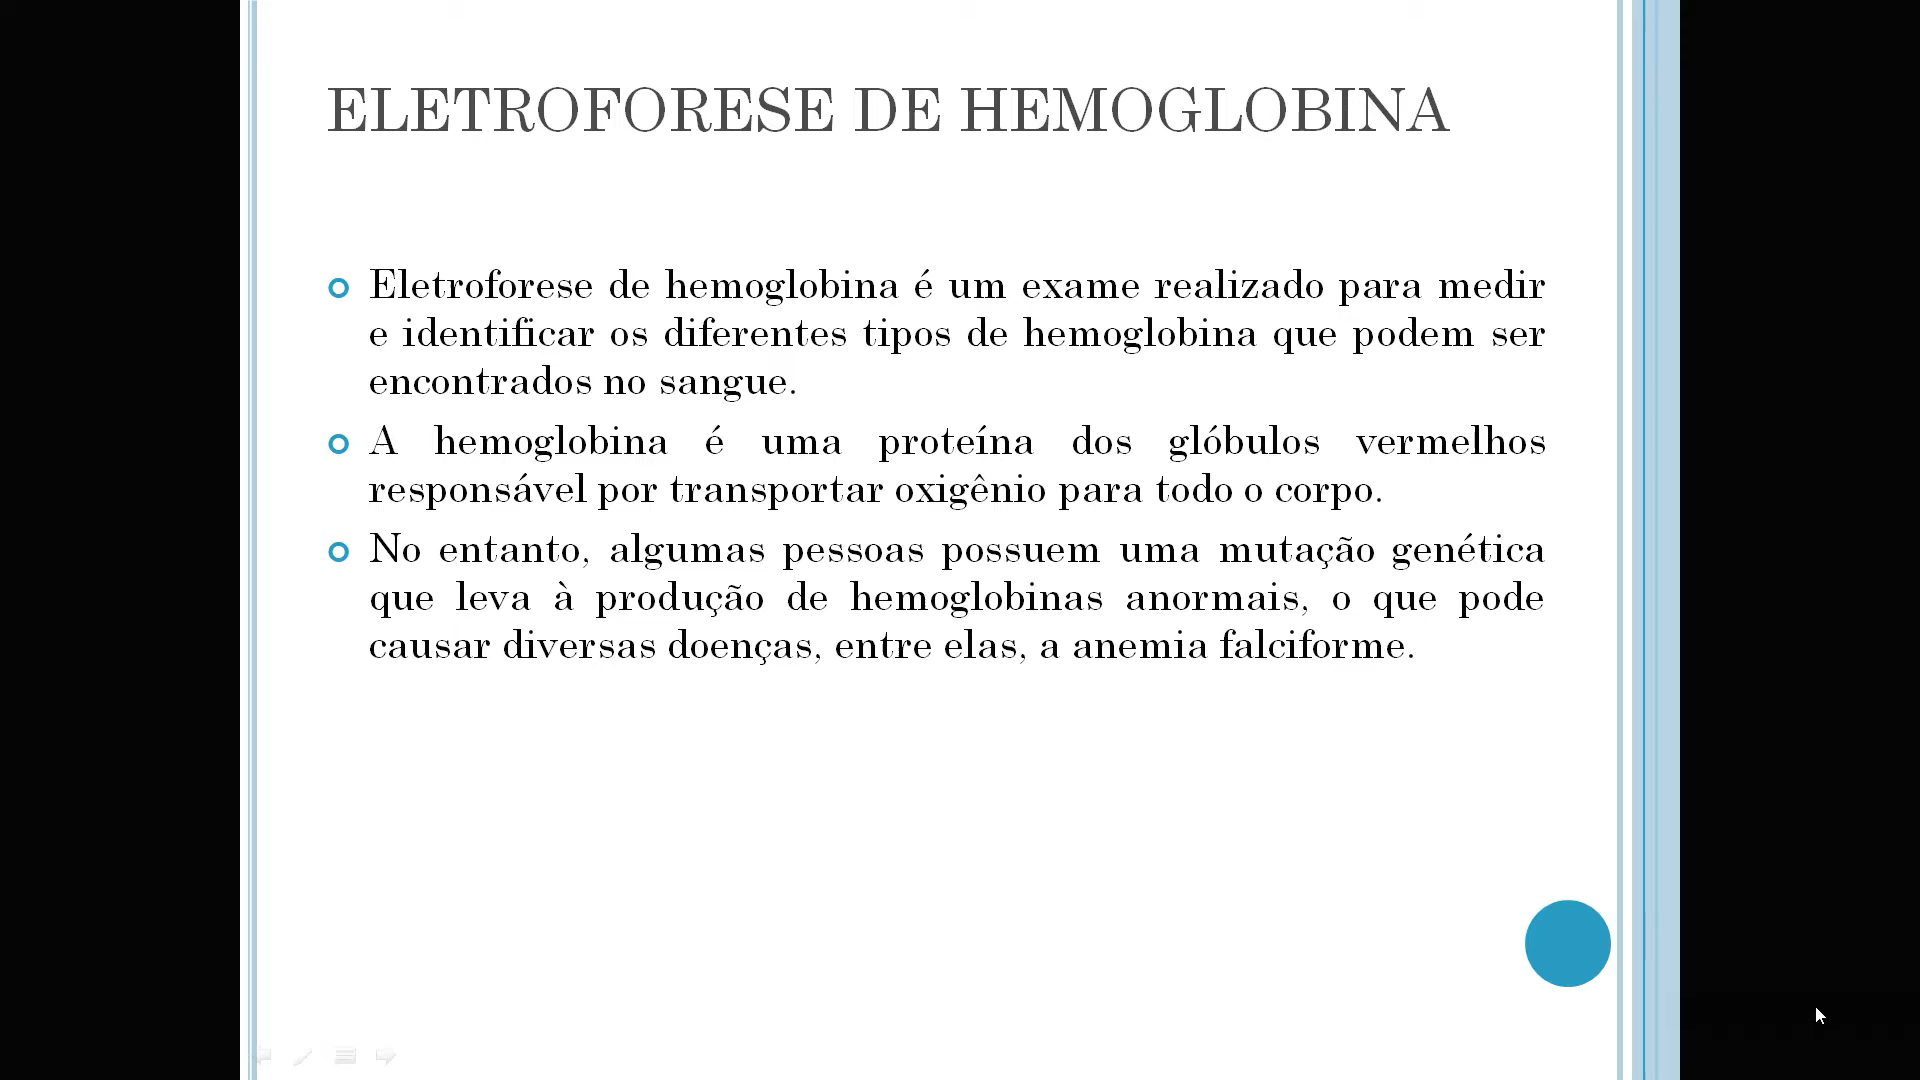 ELETROFORESE DE HEMOGLOBINA
Eletroforese de hemoglobina é um exame realizado para medir
e identificar os diferentes tipos de hemoglobina que podem ser
encontrados no sangue.
A hemoglobina é uma proteína dos glóbulos vermelhos
responsável por transportar oxigênio para todo o corpo.
No entanto, algumas pessoas possuem uma mutação genética
que leva à produção de hemoglobinas anormais, o que pode
causar diversas doenças, entre elas, a anemia falciforme.